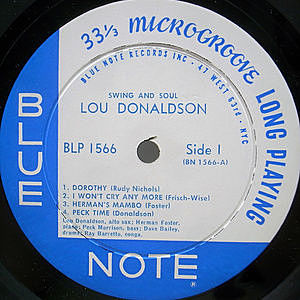 33 1/3 MICROGROOVE LONG PLAYING
BLUE NOTE RECORDS INC · 47 WEST 63rd · NYC
SWING AND SOUL
LOU DONALDSON
BLP 1566
Side 1
(BN 1566-A)
1. DOROTHY (Rudy Nichols)
2. I WON'T CRY ANY MORE (Frisch-Wise)
3. HERMAN'S MAMBO (Foster)
4. PECK TIME (Donaldson)
Lou Donaldson, alto sax; Herman Foster,
piano; Peck Morrison, bass; Dave Bailey,
drums; Ray Barretto, conga.
BLUE
NOTE
®